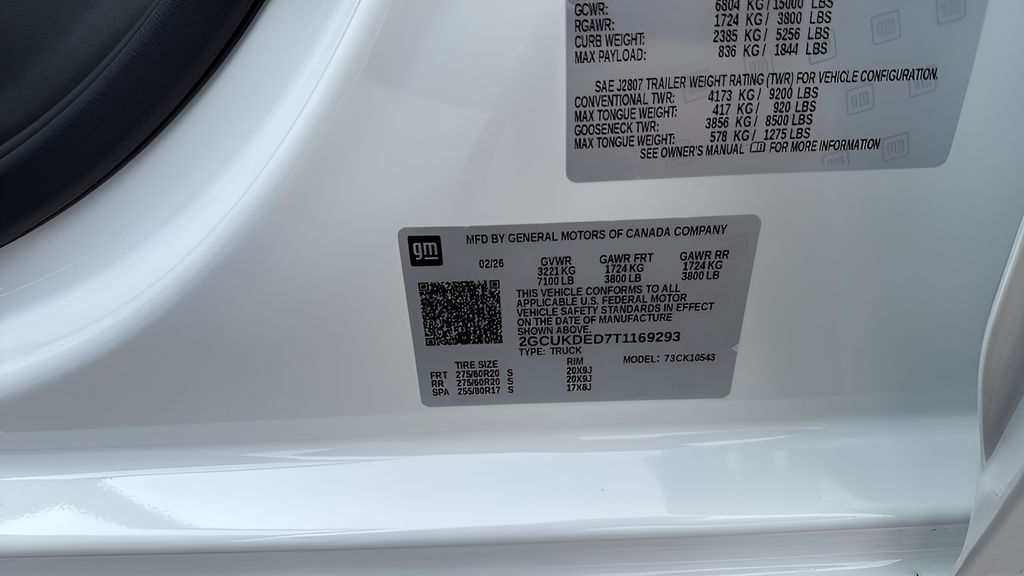 GCWR: 6804 KG/ 15000 LBS
RGAWR: 1724 KG / 3800 LBS
CURB WEIGHT: 2385 KG / 5256 LBS
MAX PAYLOAD: 836 KG / 1844 LBS
SAE J2807 TRAILER WEIGHT RATING (TWR) FOR VEHICLE CONFIGURATION.
CONVENTIONAL TWR: 4173 KG / 9200 LBS
MAX TONGUE WEIGHT: 417 KG / 920 LBS
GOOSENECK TWR: 3856 KG / 8500 LBS
MAX TONGUE WEIGHT: 578 KG / 1275 LBS
SEE OWNER'S MANUAL FOR MORE INFORMATION
gm
MFD BY GENERAL MOTORS OF CANADA COMPANY
02/26 GVWR GAWR FRT GAWR RR
3221 KG 1724 KG 1724 KG
7100 LB 3800 LB 3800 LB
THIS VEHICLE CONFORMS TO ALL
APPLICABLE U.S. FEDERAL MOTOR
VEHICLE SAFETY STANDARDS IN EFFECT
ON THE DATE OF MANUFACTURE
SHOWN ABOVE.
2GCUKDED7T1169293
TYPE: TRUCK MODEL: 73CK10543
TIRE SIZE RIM
FRT 275/60R20 S 20X9J
RR 275/60R20 S 20X9J
SPA 255/80R17 S 17X8J